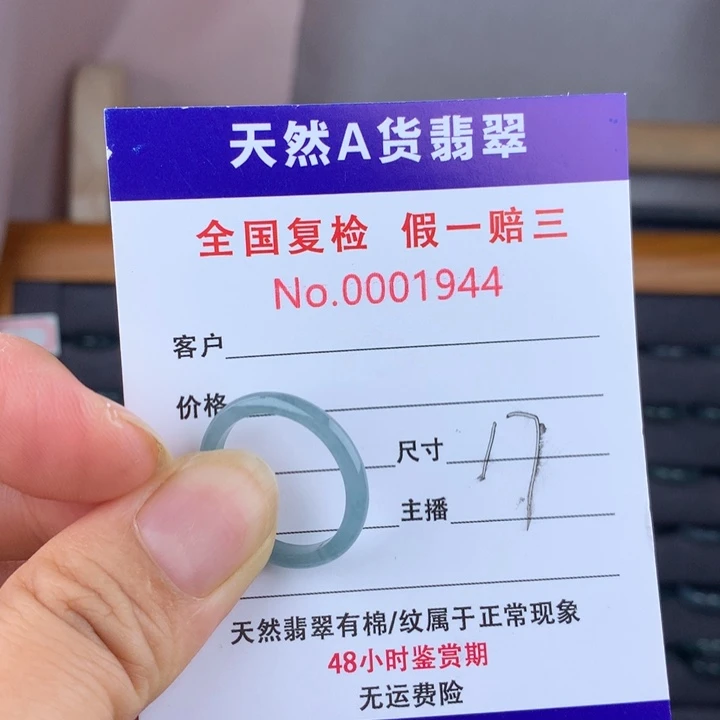 天然A货翡翠
全国复检 假一赔三
No.0001944
客户
价格
尺寸 17
主播
天然翡翠有棉/纹属于正常现象
48小时鉴赏期
无运费险